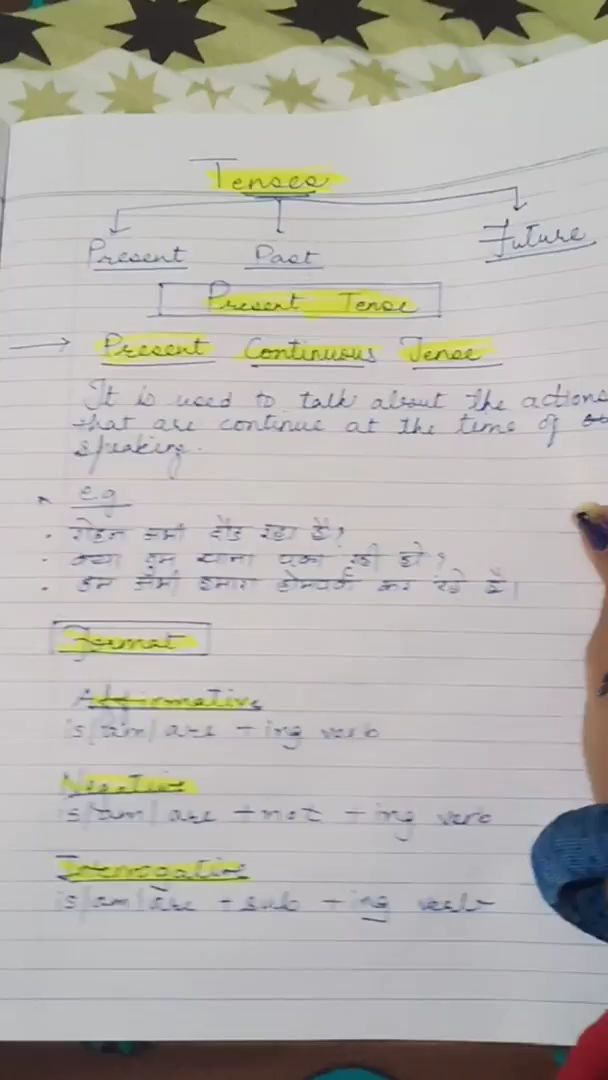 Tenses
Present Past Future
Present Tense
Present Continuous Tense
It is used to talk about the actions
that are continue at the time of
speaking.
e.g
रोहन अभी दौड़ रहा है?
क्या तुम खाना पका रही हो?
हम अभी हमारा होमवर्क कर रहे है।
Format
Affirmative
is/am/are + ing verb
Negative
is/am/are + not + ing verb
Interrogative
is/am/are + sub + ing verb